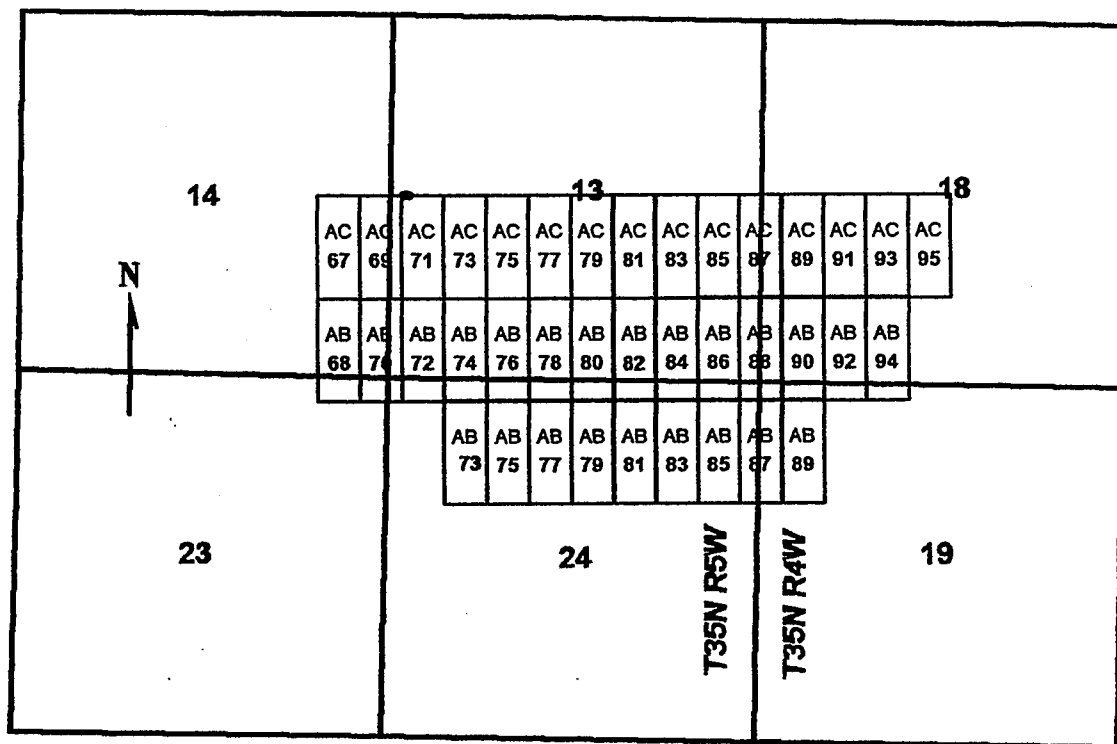 14
13
18
N
AC AC AC AC AC AC AC AC AC AC AC AC AC AC AC
67 69 71 73 75 77 79 81 83 85 87 89 91 93 95
AB AB AB AB AB AB AB AB AB AB AB AB AB AB
68 70 72 74 76 78 80 82 84 86 88 90 92 94
AB AB AB AB AB AB AB AB AB
73 75 77 79 81 83 85 87 89
23
24
19
T35N R5W
T35N R4W